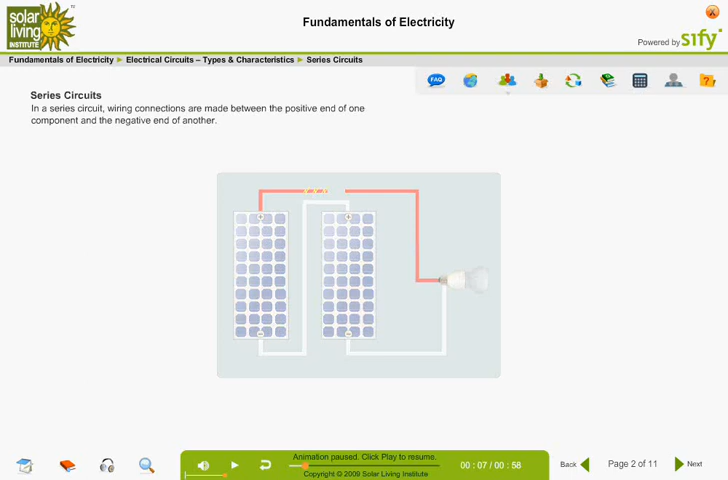 solar
living
INSTITUTE
Fundamentals of Electricity
Powered by sify
Fundamentals of Electricity ► Electrical Circuits – Types & Characteristics ► Series Circuits
FAQ
Series Circuits
In a series circuit, wiring connections are made between the positive end of one
component and the negative end of another.
Animation paused. Click Play to resume.
00 : 07 / 00 : 58
Copyright © 2009 Solar Living Institute
Back
Page 2 of 11
Next